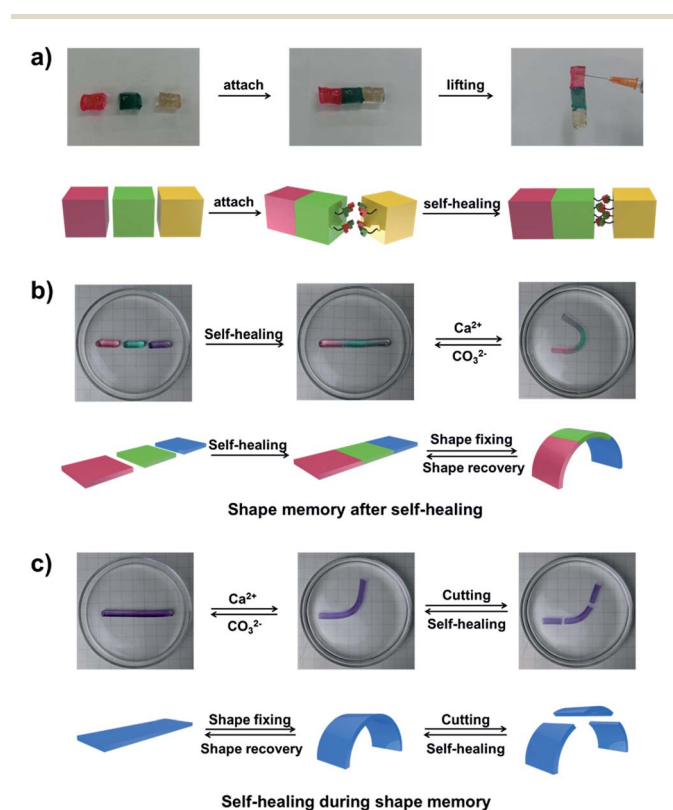 a)
attach
lifting
attach
self-healing
b)
Self-healing
Ca²⁺
CO₃²⁻
Self-healing
Shape fixing
Shape recovery
Shape memory after self-healing
c)
Ca²⁺
CO₃²⁻
Cutting
Self-healing
Shape fixing
Shape recovery
Cutting
Self-healing
Self-healing during shape memory